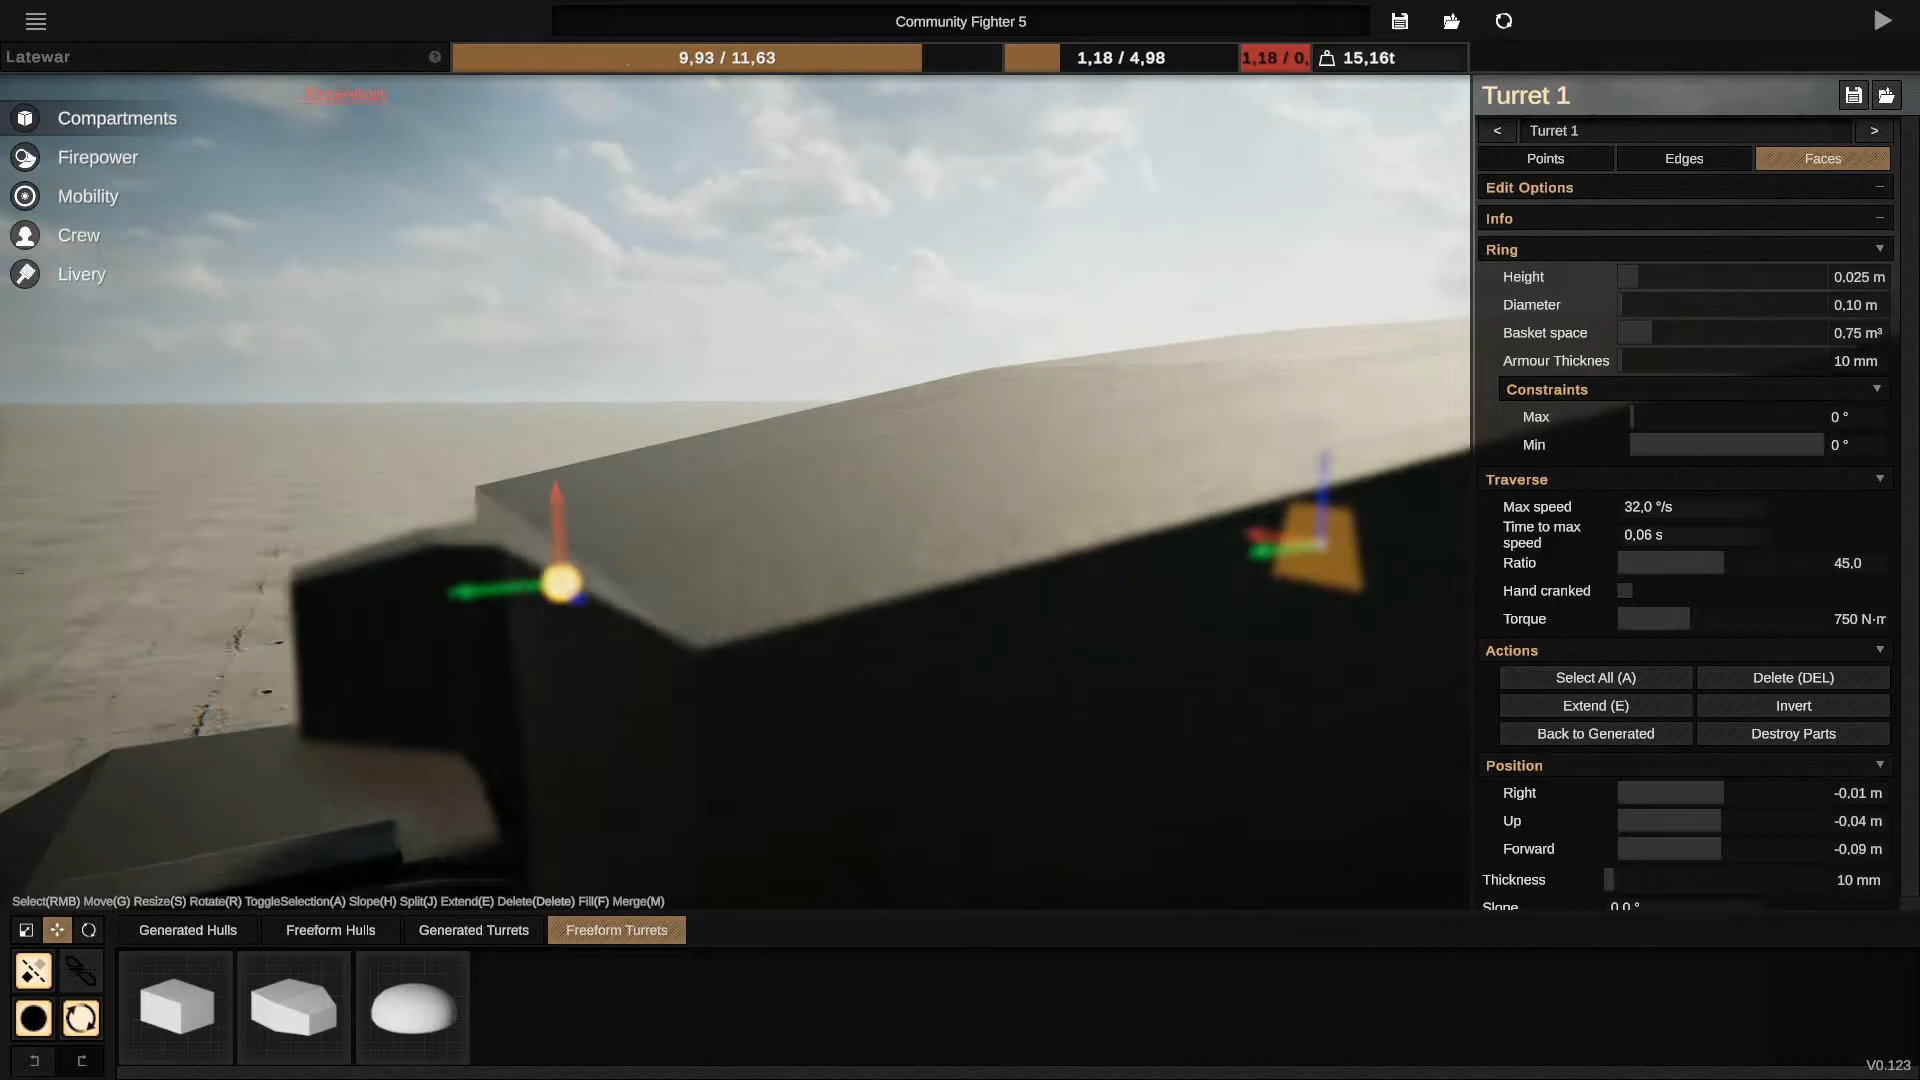 Community Fighter 5
Latewar
?
9,93 / 11,63
1,18 / 4,98
1,18 / 0,
15,16t
...Essentials
Compartments
Firepower
Mobility
Crew
Livery
Turret 1
< Turret 1 >
Points Edges Faces
Edit Options
Info
Ring
Height 0,025 m
Diameter 0,10 m
Basket space 0,75 m³
Armour Thicknes 10 mm
Constraints
Max 0 °
Min 0 °
Traverse
Max speed 32,0 °/s
Time to max
speed 0,06 s
Ratio 45,0
Hand cranked
Torque 750 N·m
Actions
Select All (A) Delete (DEL)
Extend (E) Invert
Back to Generated Destroy Parts
Position
Right -0,01 m
Up -0,04 m
Forward -0,09 m
Thickness 10 mm
Slope 0,0 °
Select(RMB) Move(G) Resize(S) Rotate(R) ToggleSelection(A) Slope(H) Split(J) Extend(E) Delete(Delete) Fill(F) Merge(M)
Generated Hulls Freeform Hulls Generated Turrets Freeform Turrets
V0.123